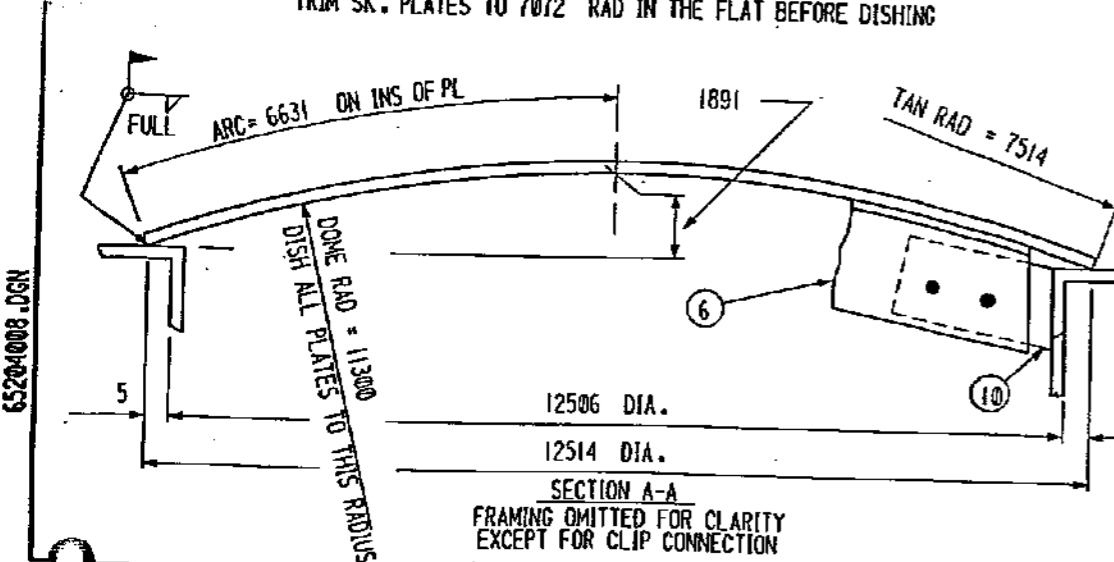 TRIM SK. PLATES TO 7072 RAD IN THE FLAT BEFORE DISHING
FULL
ARC= 6631 ON INS OF PL
1891
TAN RAD = 7514
DOME RAD = 11300
DISH ALL PLATES TO THIS RADIUS
6
10
65204008.DGN
5
12506 DIA.
12514 DIA.
SECTION A-A
FRAMING OMITTED FOR CLARITY
EXCEPT FOR CLIP CONNECTION